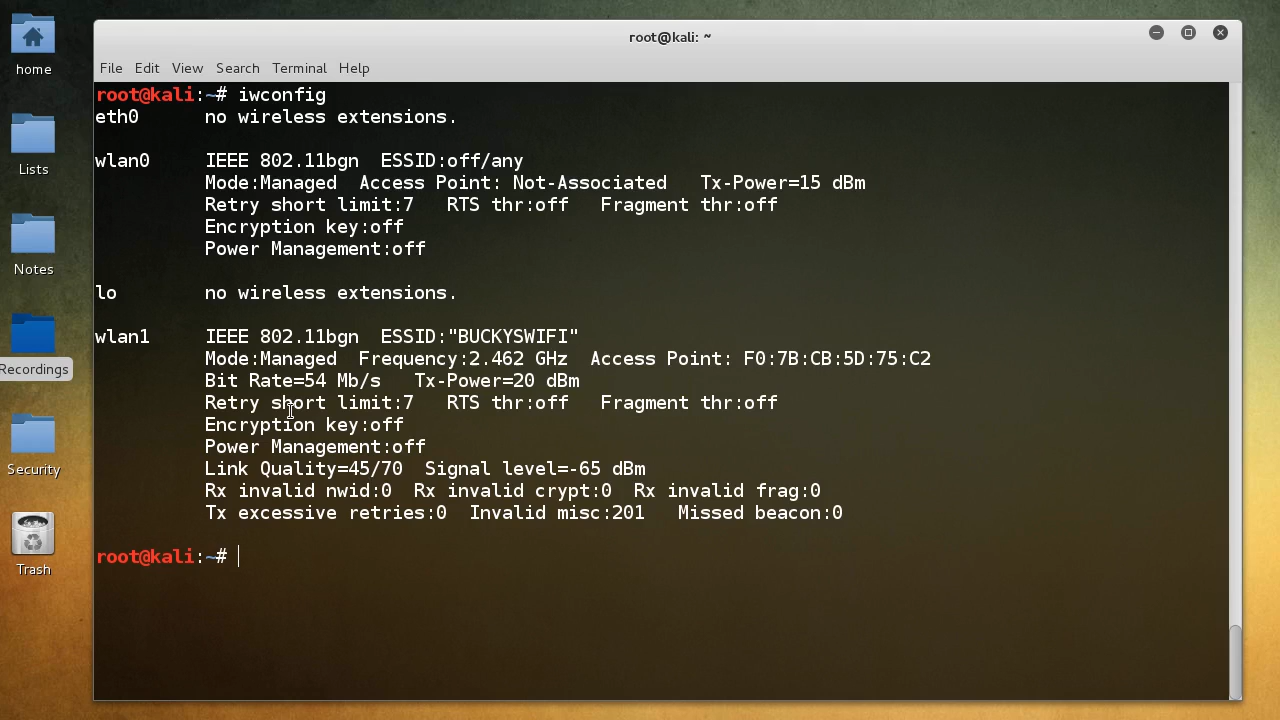 home
Lists
Notes
Recordings
Security
Trash
root@kali: ~
File Edit View Search Terminal Help
root@kali:~# iwconfig
eth0      no wireless extensions.
wlan0     IEEE 802.11bgn  ESSID:off/any
          Mode:Managed  Access Point: Not-Associated   Tx-Power=15 dBm
          Retry short limit:7   RTS thr:off   Fragment thr:off
          Encryption key:off
          Power Management:off
lo        no wireless extensions.
wlan1     IEEE 802.11bgn  ESSID:"BUCKYSWIFI"
          Mode:Managed  Frequency:2.462 GHz  Access Point: F0:7B:CB:5D:75:C2
          Bit Rate=54 Mb/s   Tx-Power=20 dBm
          Retry short limit:7   RTS thr:off   Fragment thr:off
          Encryption key:off
          Power Management:off
          Link Quality=45/70  Signal level=-65 dBm
          Rx invalid nwid:0  Rx invalid crypt:0  Rx invalid frag:0
          Tx excessive retries:0  Invalid misc:201   Missed beacon:0
root@kali:~#